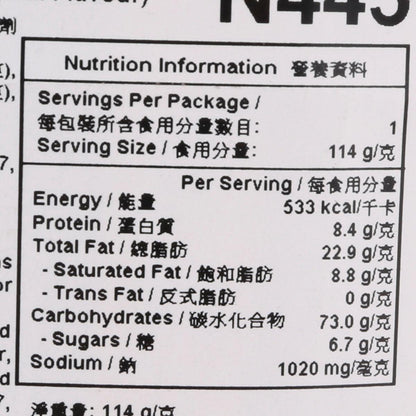 Flavour)
N445
劑
Nutrition Information 營養資料
Servings Per Package /
每包裝所含食用分量數目: 1
Serving Size / 食用分量: 114 g/克
Per Serving / 每食用分量
Energy / 能量 533 kcal/千卡
Protein / 蛋白質 8.4 g/克
Total Fat / 總脂肪 22.9 g/克
- Saturated Fat / 飽和脂肪 8.8 g/克
- Trans Fat / 反式脂肪 0 g/克
Carbohydrates / 碳水化合物 73.0 g/克
- Sugars / 糖 6.7 g/克
Sodium / 鈉 1020 mg/毫克
淨重量: 114 g/克